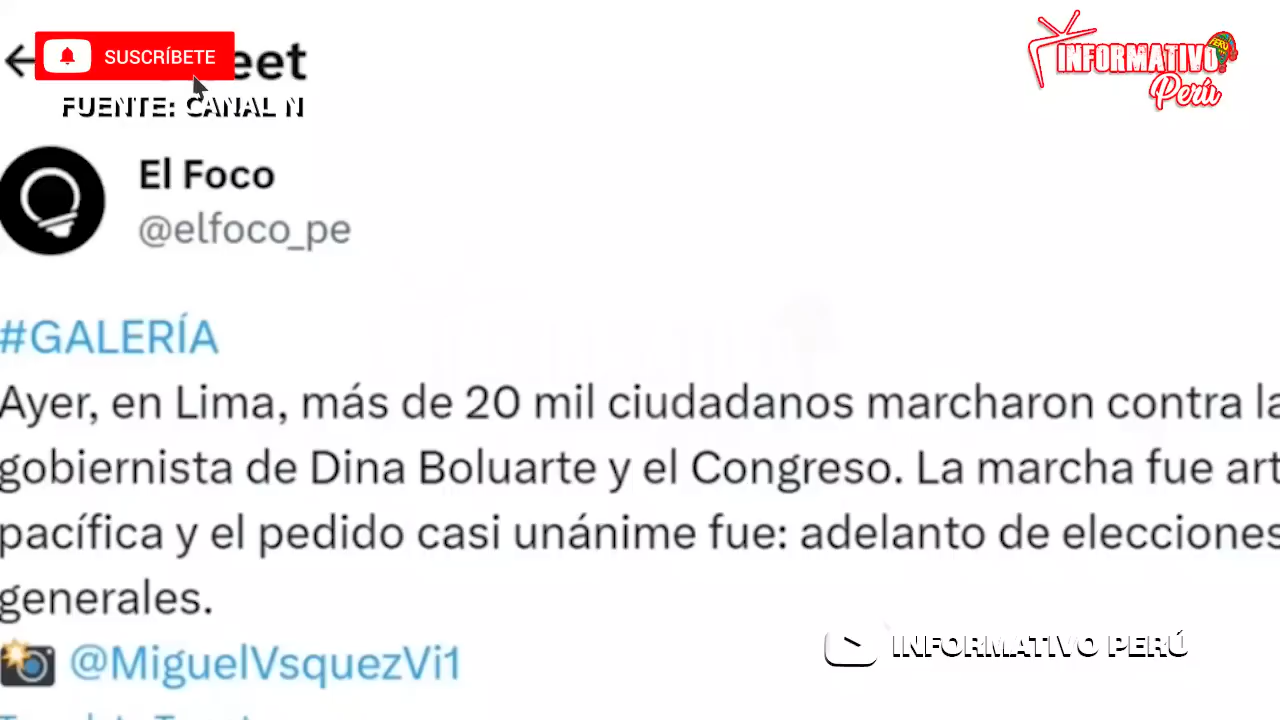 SUSCRÍBETE
eet
FUENTE: CANAL N
INFORMATIVO
PERÚ
Perú
El Foco
@elfoco_pe
#GALERÍA
Ayer, en Lima, más de 20 mil ciudadanos marcharon contra la
gobiernista de Dina Boluarte y el Congreso. La marcha fue art
pacífica y el pedido casi unánime fue: adelanto de elecciones
generales.
@MiguelVsquezVi1
INFORMATIVO PERÚ